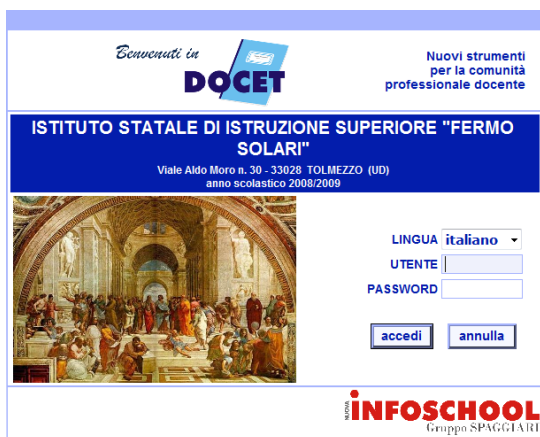 Benvenuti in
DOCET
Nuovi strumenti
per la comunità
professionale docente
ISTITUTO STATALE DI ISTRUZIONE SUPERIORE "FERMO
SOLARI"
Viale Aldo Moro n. 30 - 33028 TOLMEZZO (UD)
anno scolastico 2008/2009
LINGUA italiano
UTENTE
PASSWORD
accedi annulla
NUOVA
INFOSCHOOL
Gruppo SPAGGIARI